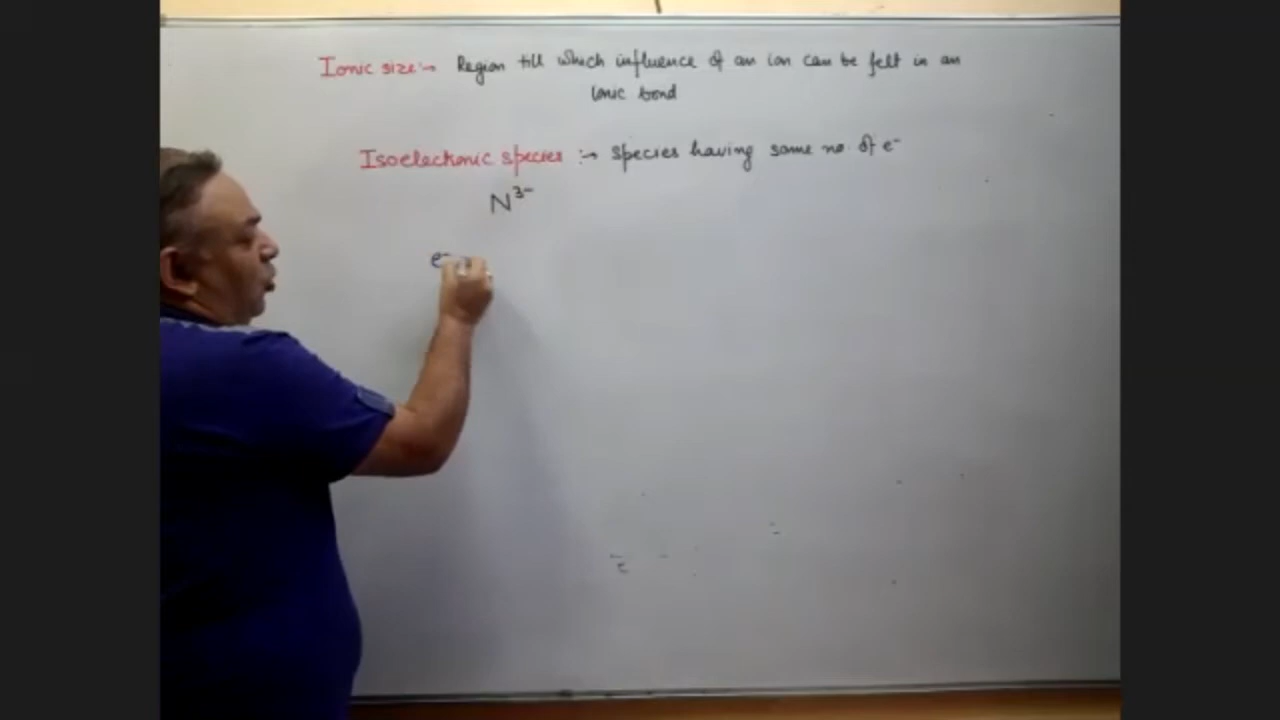 Ionic size:→ Region till which influence of an ion can be felt in an
ionic bond
Isoelectronic species :→ species having same no. of e⁻
N³⁻
e⁻